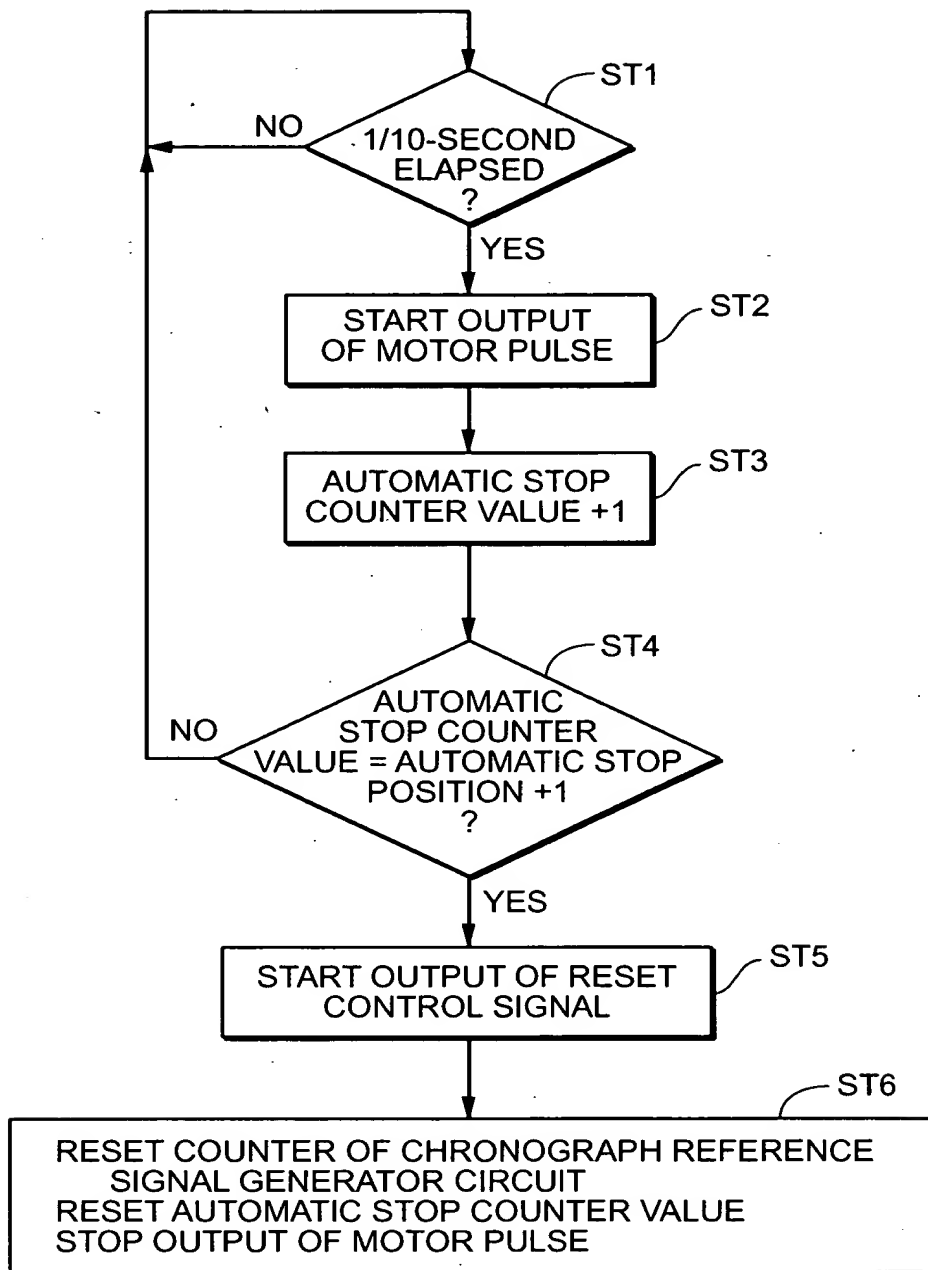 ST1
NO
1/10-SECOND
ELAPSED
?
YES
ST2
START OUTPUT
OF MOTOR PULSE
ST3
AUTOMATIC STOP
COUNTER VALUE +1
ST4
NO
AUTOMATIC
STOP COUNTER
VALUE = AUTOMATIC STOP
POSITION +1
?
YES
ST5
START OUTPUT OF RESET
CONTROL SIGNAL
ST6
RESET COUNTER OF CHRONOGRAPH REFERENCE
SIGNAL GENERATOR CIRCUIT
RESET AUTOMATIC STOP COUNTER VALUE
STOP OUTPUT OF MOTOR PULSE